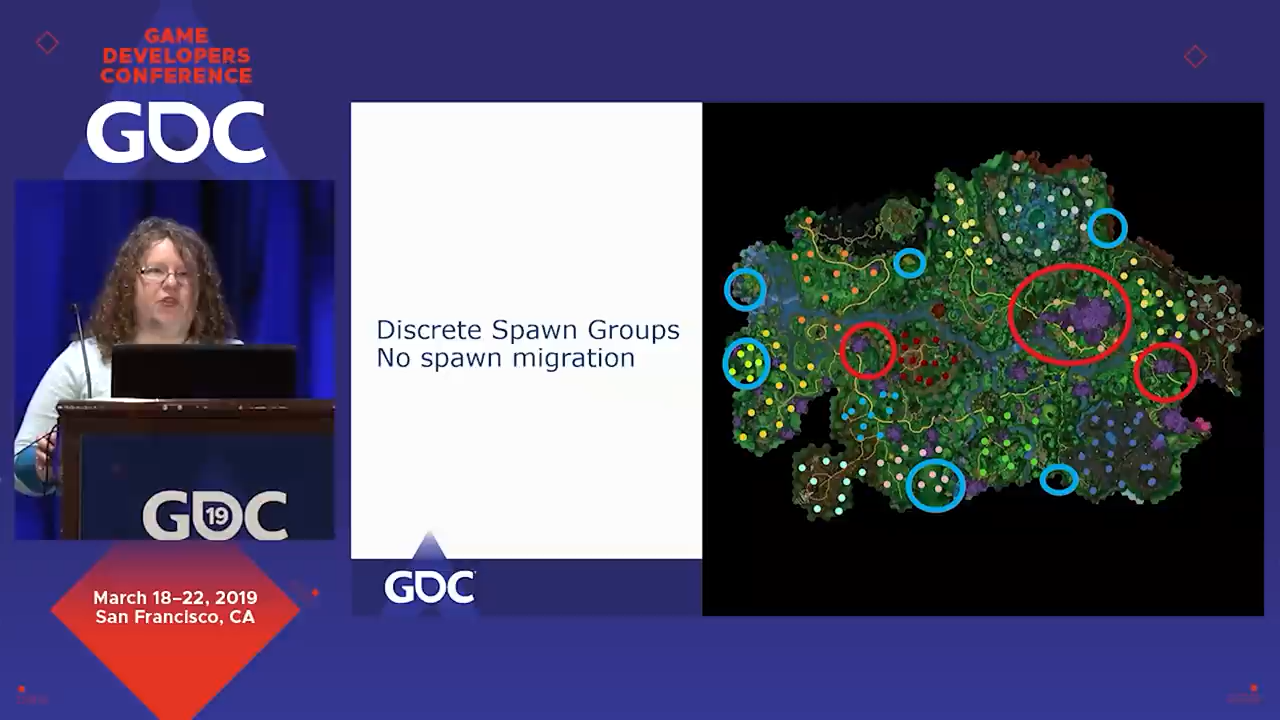 GAME
DEVELOPERS
CONFERENCE
GDC
Discrete Spawn Groups
No spawn migration
GDC
19
GDC
March 18–22, 2019
San Francisco, CA